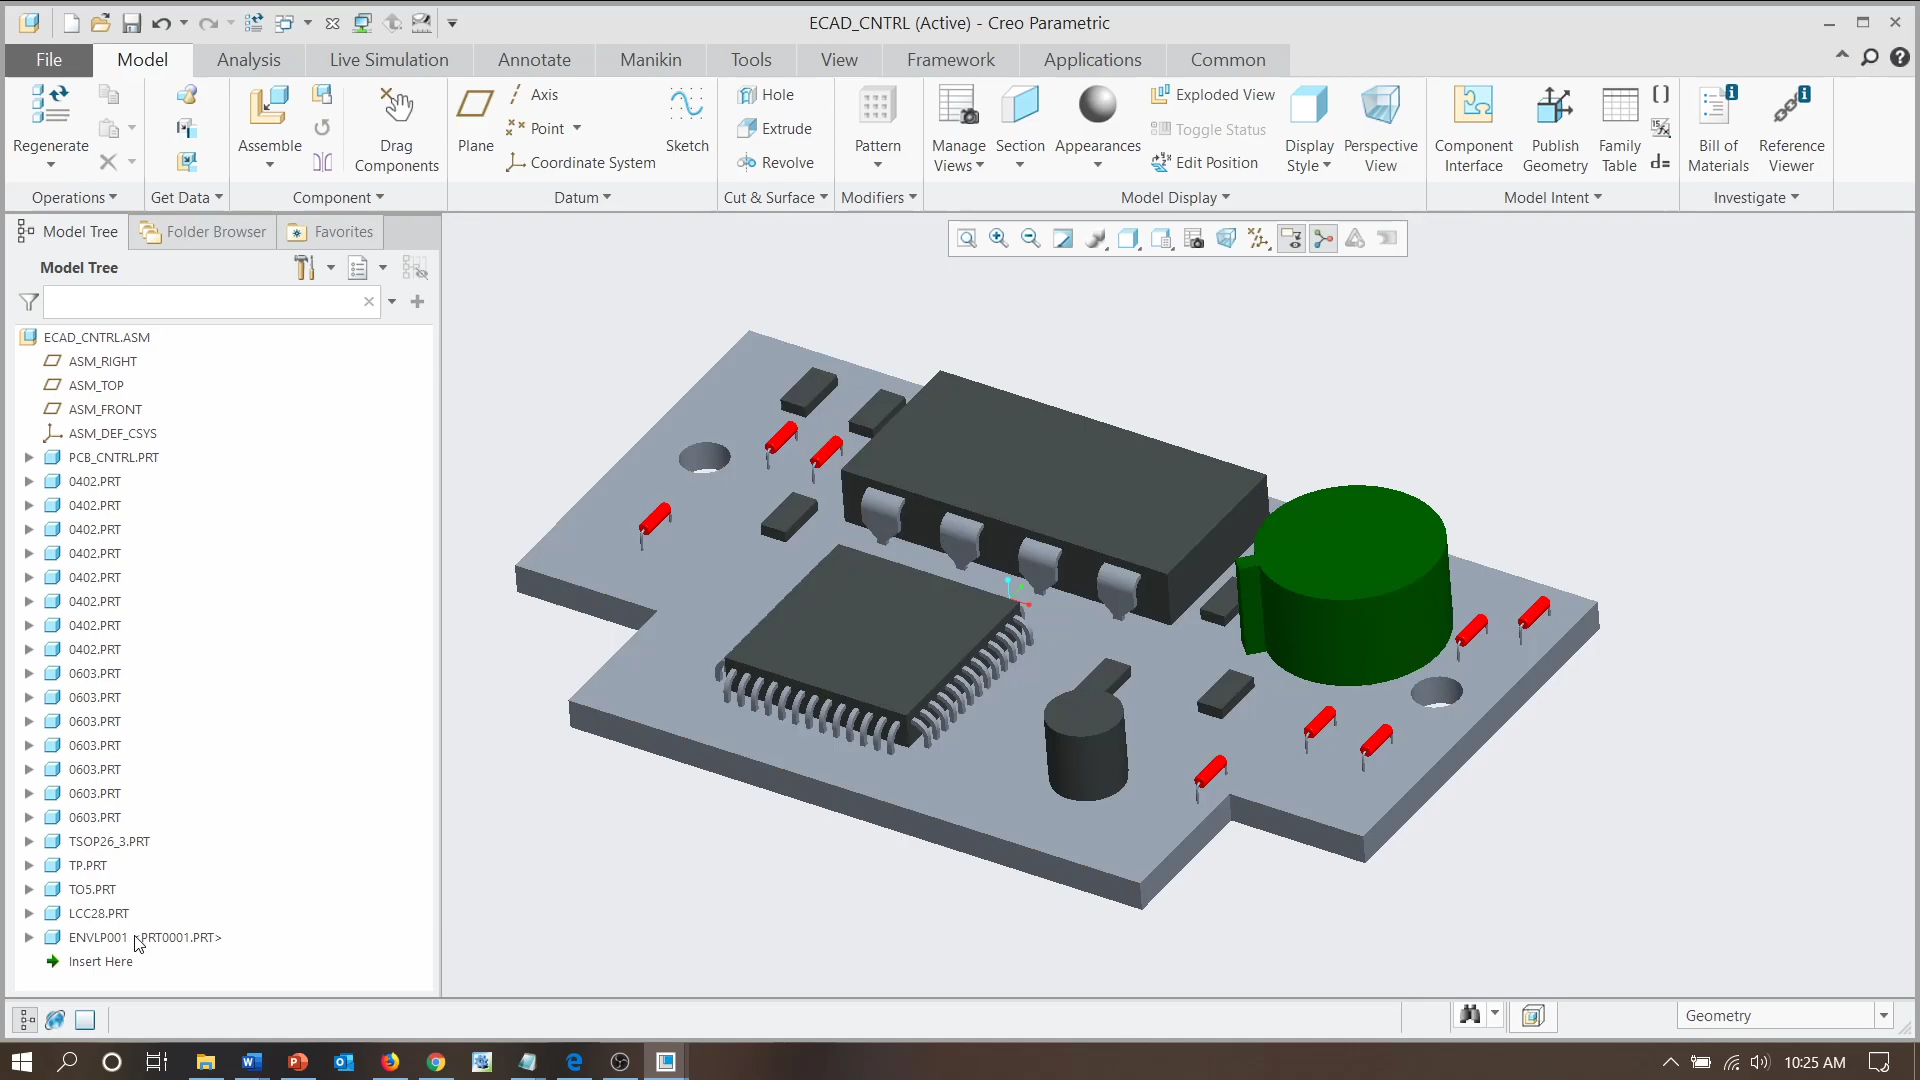 ECAD_CNTRL (Active) - Creo Parametric
File Model Analysis Live Simulation Annotate Manikin Tools View Framework Applications Common
Regenerate
Operations
Get Data
Assemble
Drag Components
Component
Plane
Axis
Point
Coordinate System
Sketch
Datum
Hole
Extrude
Revolve
Cut & Surface
Pattern
Modifiers
Manage Views
Section
Appearances
Exploded View
Toggle Status
Edit Position
Display Style
Perspective View
Model Display
Component Interface
Publish Geometry
Family Table
Model Intent
Bill of Materials
Reference Viewer
Investigate
Model Tree Folder Browser Favorites
Model Tree
ECAD_CNTRL.ASM
ASM_RIGHT
ASM_TOP
ASM_FRONT
ASM_DEF_CSYS
PCB_CNTRL.PRT
0402.PRT
0402.PRT
0402.PRT
0402.PRT
0402.PRT
0402.PRT
0402.PRT
0402.PRT
0603.PRT
0603.PRT
0603.PRT
0603.PRT
0603.PRT
0603.PRT
0603.PRT
TSOP26_3.PRT
TP.PRT
TO5.PRT
LCC28.PRT
ENVLP001 <PRT0001.PRT>
Insert Here
Geometry
10:25 AM